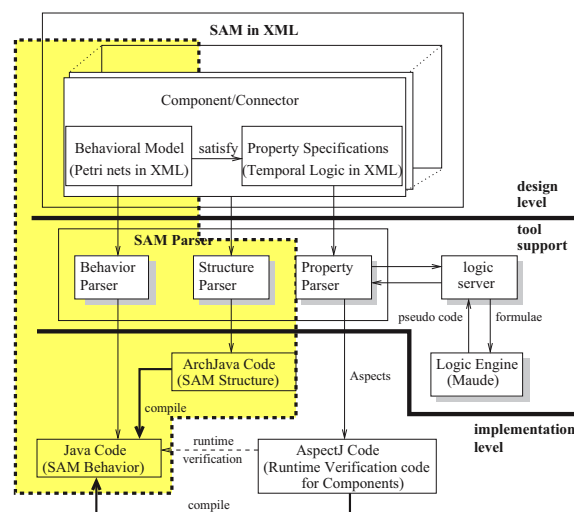 SAM in XML
Component/Connector
Behavioral Model
(Petri nets in XML)
satisfy
Property Specifications
(Temporal Logic in XML)
design
level
tool
support
SAM Parser
Behavior
Parser
Structure
Parser
Property
Parser
logic
server
pseudo code
formulae
ArchJava Code
(SAM Structure)
Aspects
Logic Engine
(Maude)
compile
implementation
level
Java Code
(SAM Behavior)
runtime
verification
AspectJ Code
(Runtime Verification code
for Components)
compile